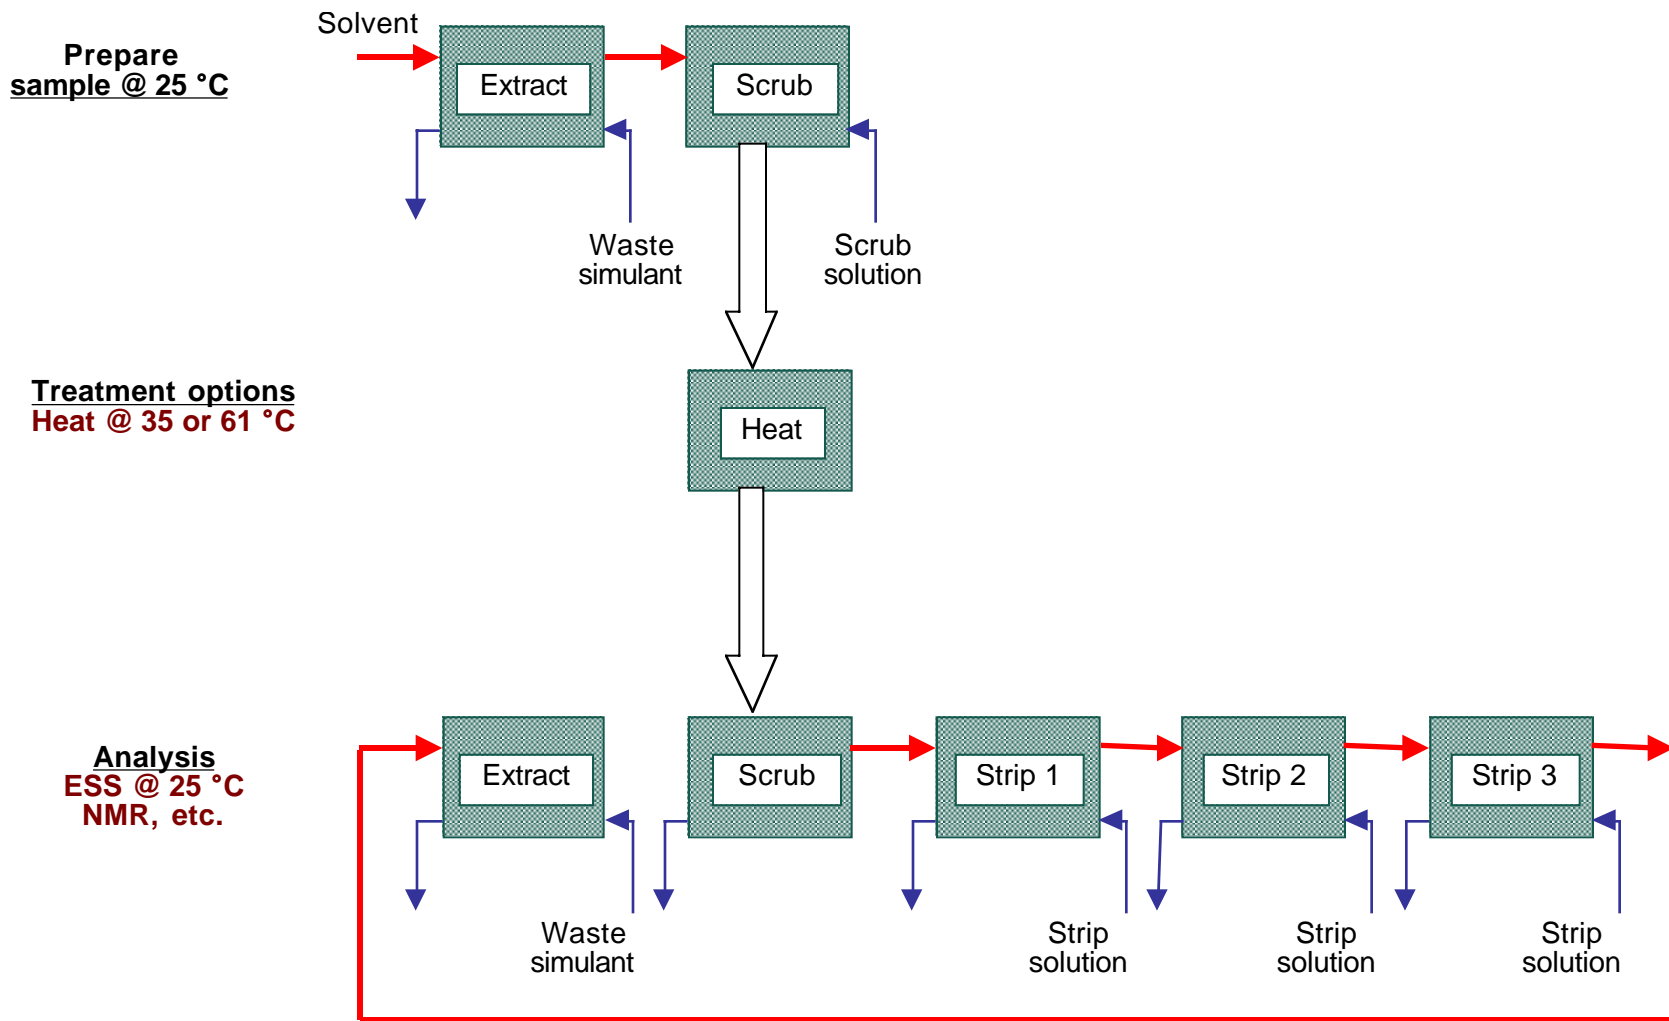 Solvent
Prepare
sample @ 25 °C
Extract
Scrub
Waste
simulant
Scrub
solution
Treatment options
Heat @ 35 or 61 °C
Heat
Analysis
ESS @ 25 °C
NMR, etc.
Extract
Scrub
Strip 1
Strip 2
Strip 3
Waste
simulant
Strip
solution
Strip
solution
Strip
solution